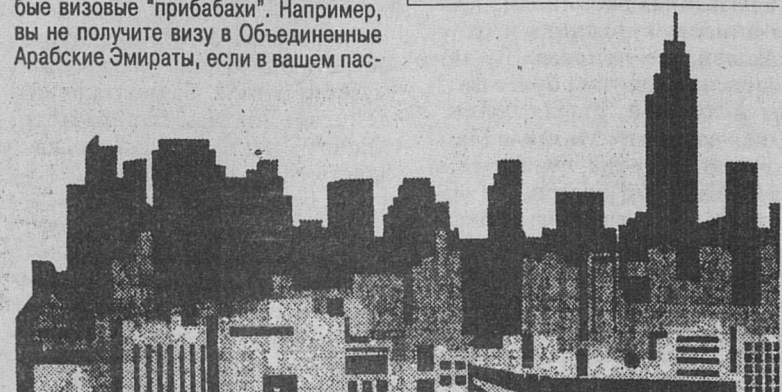 бые визовые "прибабахи". Например,
вы не получите визу в Объединенные
Арабские Эмираты, если в вашем пас-